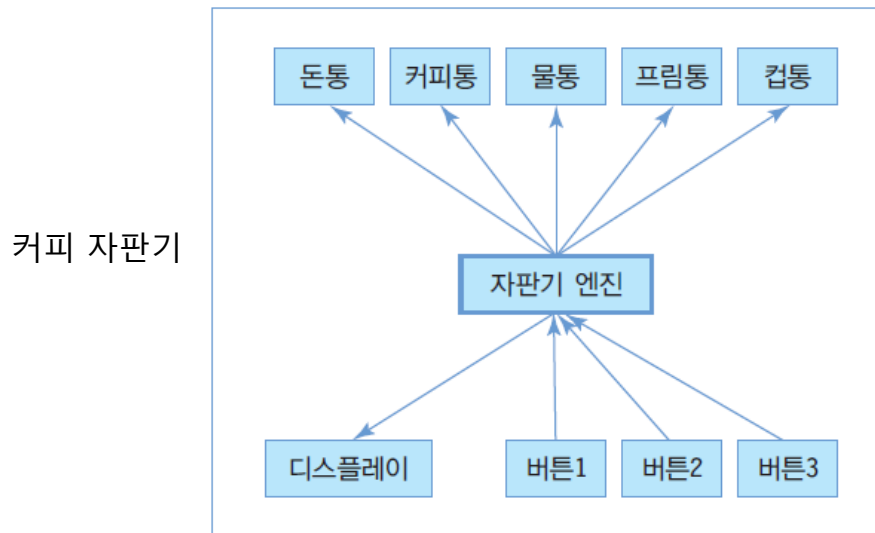 돈통 커피통 물통 프림통 컵통
커피 자판기
자판기 엔진
디스플레이 버튼1 버튼2 버튼3